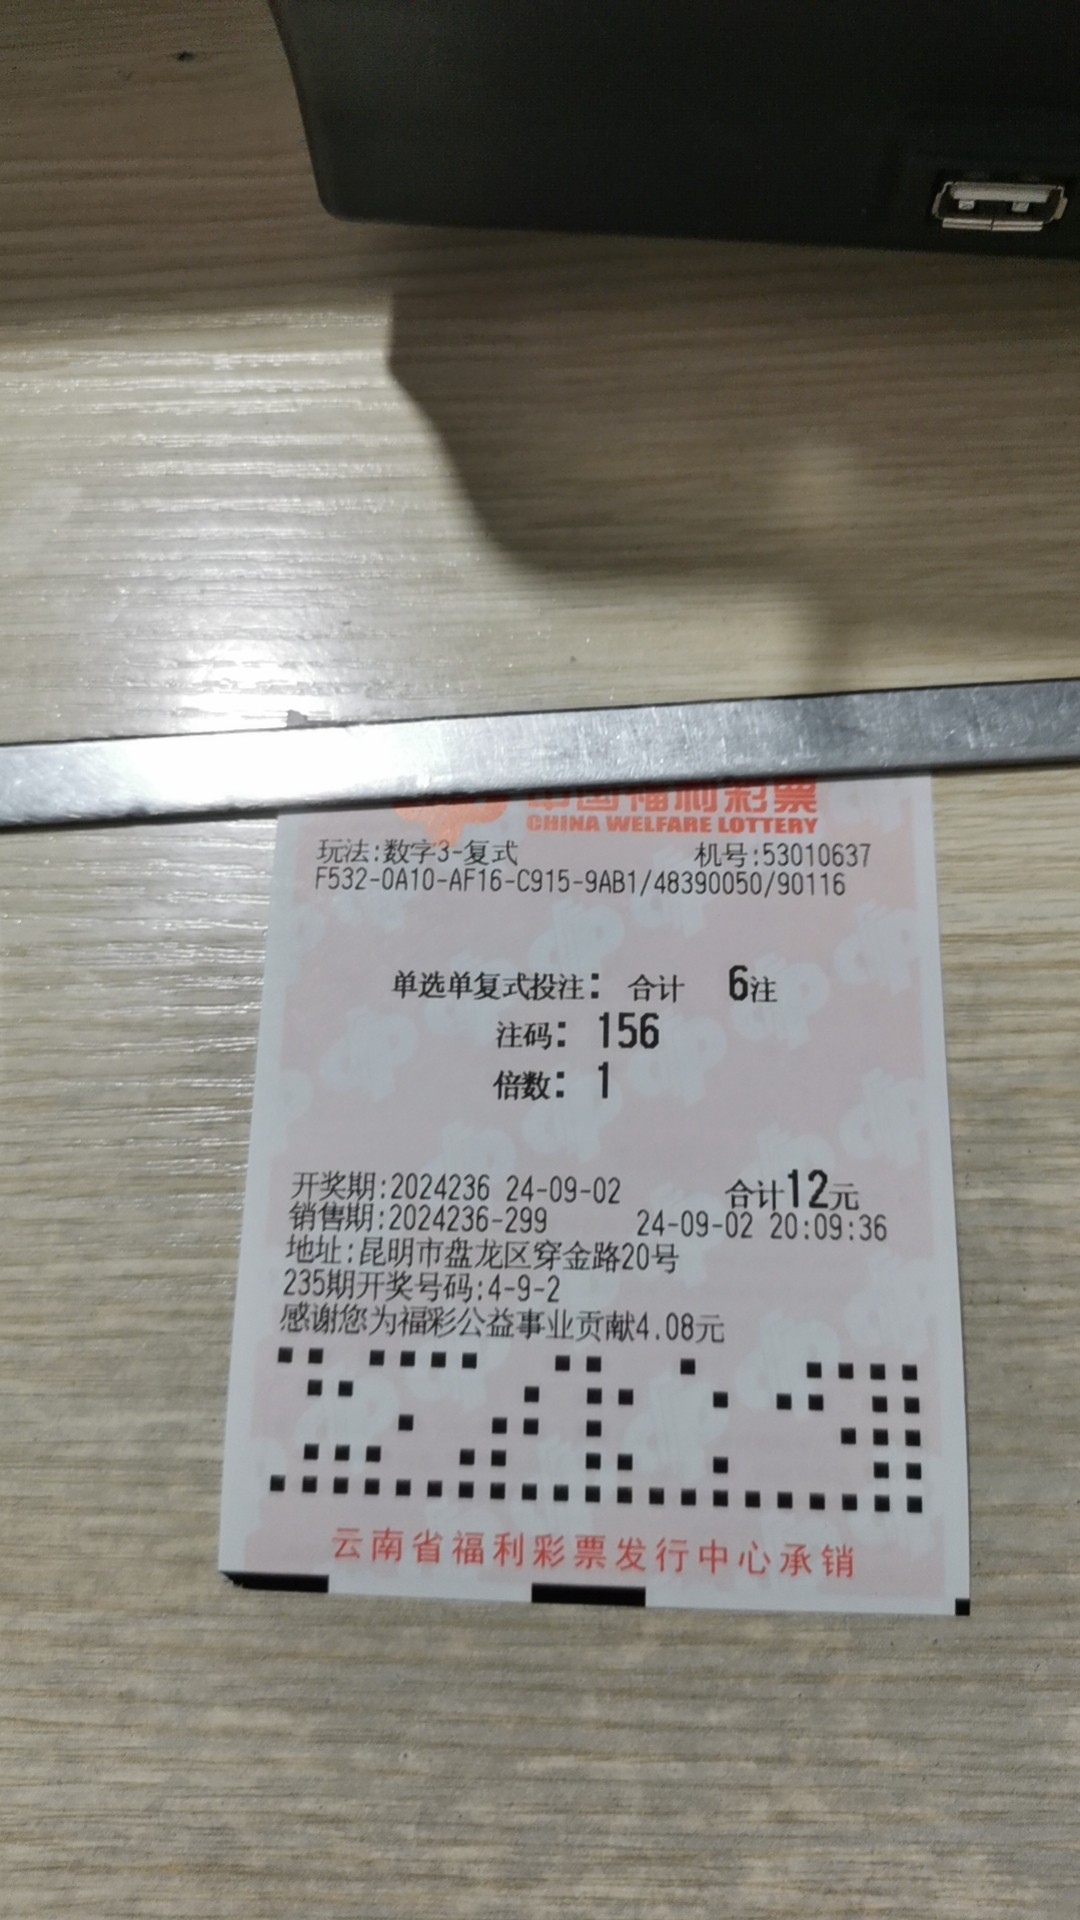 中国福利彩票
CHINA WELFARE LOTTERY
玩法:数字3-复式 机号:53010637
F532-0A10-AF16-C915-9AB1/48390050/90116
单选单复式投注: 合计 6注
注码: 156
倍数: 1
开奖期:2024236 24-09-02 合计12元
销售期:2024236-299 24-09-02 20:09:36
地址:昆明市盘龙区穿金路20号
235期开奖号码:4-9-2
感谢您为福彩公益事业贡献4.08元
云南省福利彩票发行中心承销